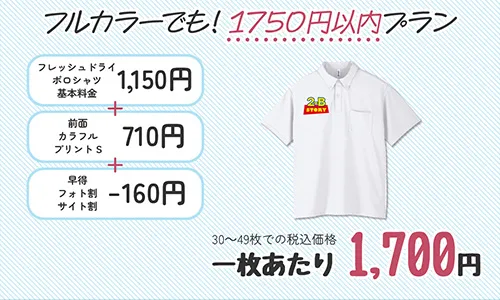 フルカラーでも!1750円以内プラン
フレッシュドライ
ポロシャツ
基本料金
1,150円
+
前面
カラフル
プリントS
710円
+
早得
フォト割
サイト割
-160円
2-B
STORY
30〜49枚での税込価格
一枚あたり 1,700円